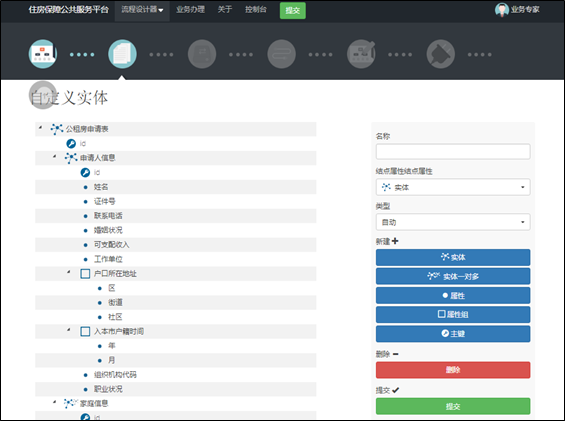 住房保障公共服务平台 流程设计器 业务办理 关于 控制台 提交 业务专家
自定义实体
公租房申请表
id
申请人信息
id
姓名
证件号
联系电话
婚姻状况
可支配收入
工作单位
户口所在地址
区
街道
社区
入本市户籍时间
年
月
组织机构代码
职业状况
家庭信息
id
名称
结点属性结点属性
实体
类型
自动
新建
实体
实体一对多
属性
属性组
主键
删除
删除
提交
提交